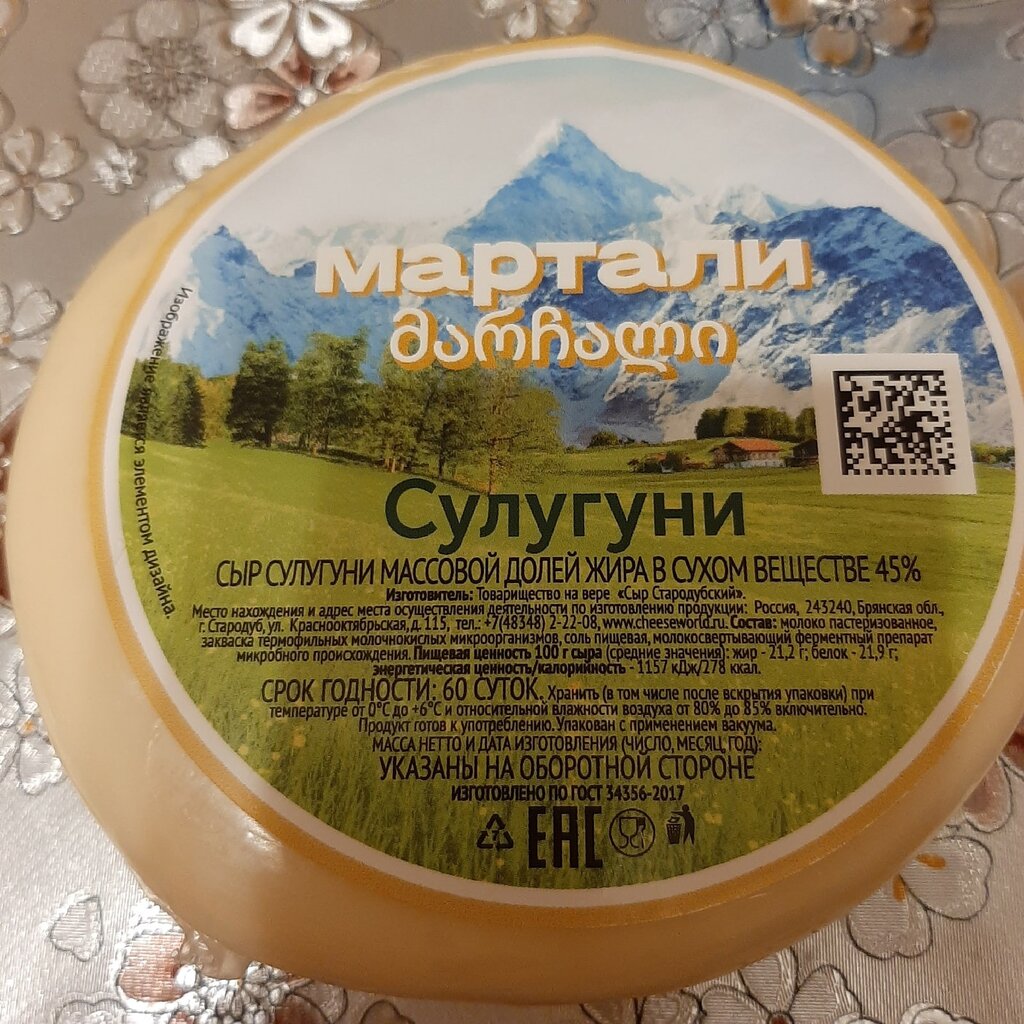 мартали
მარჩალი
Сулугуни
СЫР СУЛУГУНИ МАССОВОЙ ДОЛЕЙ ЖИРА В СУХОМ ВЕЩЕСТВЕ 45%
Изготовитель: Товарищество на вере «Сыр Стародубский».
Место нахождения и адрес места осуществления деятельности по изготовлению продукции: Россия, 243240, Брянская обл.,
г. Стародуб, ул. Краснооктябрьская, д. 115, тел.: +7(48348) 2-22-08, www.cheeseworld.ru. Состав: молоко пастеризованное,
закваска термофильных молочнокислых микроорганизмов, соль пищевая, молокосвертывающий ферментный препарат
микробного происхождения. Пищевая ценность 100 г сыра (средние значения): жир - 21,2 г; белок - 21,9 г;
энергетическая ценность/калорийность - 1157 кДж/278 ккал.
СРОК ГОДНОСТИ: 60 СУТОК. Хранить (в том числе после вскрытия упаковки) при
температуре от 0°С до +6°С и относительной влажности воздуха от 80% до 85% включительно.
Продукт готов к употреблению. Упакован с применением вакуума.
МАССА НЕТТО И ДАТА ИЗГОТОВЛЕНИЯ (ЧИСЛО, МЕСЯЦ, ГОД):
УКАЗАНЫ НА ОБОРОТНОЙ СТОРОНЕ
ИЗГОТОВЛЕНО ПО ГОСТ 34356-2017
ЕАС
Изображение является элементом дизайна.